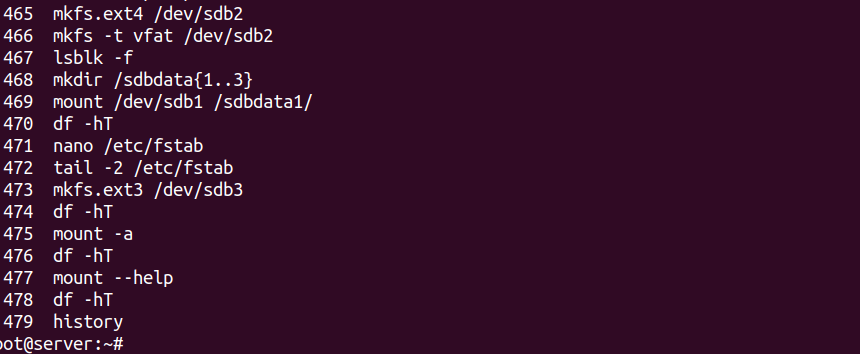 465 mkfs.ext4 /dev/sdb2
466 mkfs -t vfat /dev/sdb2
467 lsblk -f
468 mkdir /sdbdata{1..3}
469 mount /dev/sdb1 /sdbdata1/
470 df -hT
471 nano /etc/fstab
472 tail -2 /etc/fstab
473 mkfs.ext3 /dev/sdb3
474 df -hT
475 mount -a
476 df -hT
477 mount --help
478 df -hT
479 history
oot@server:~#